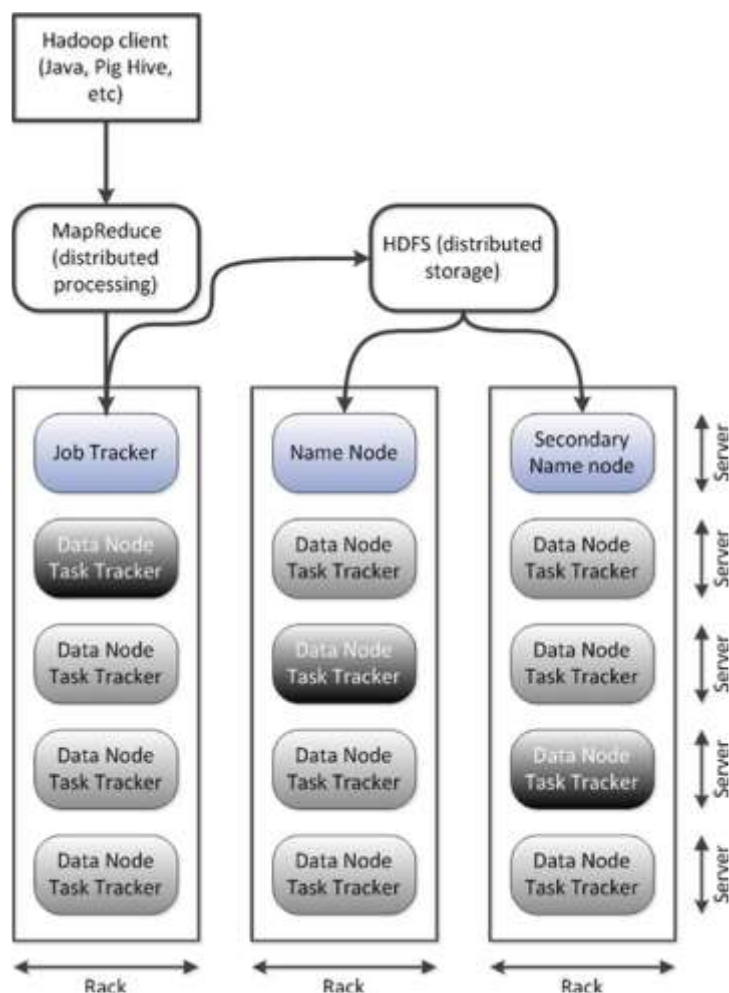 Hadoop client
(Java, Pig Hive,
etc)
MapReduce
(distributed
processing)
HDFS (distributed
storage)
Job Tracker
Name Node
Secondary
Name node
Server
Data Node
Task Tracker
Data Node
Task Tracker
Data Node
Task Tracker
Server
Data Node
Task Tracker
Data Node
Task Tracker
Data Node
Task Tracker
Server
Data Node
Task Tracker
Data Node
Task Tracker
Data Node
Task Tracker
Server
Data Node
Task Tracker
Data Node
Task Tracker
Data Node
Task Tracker
Server
Rack
Rack
Rack